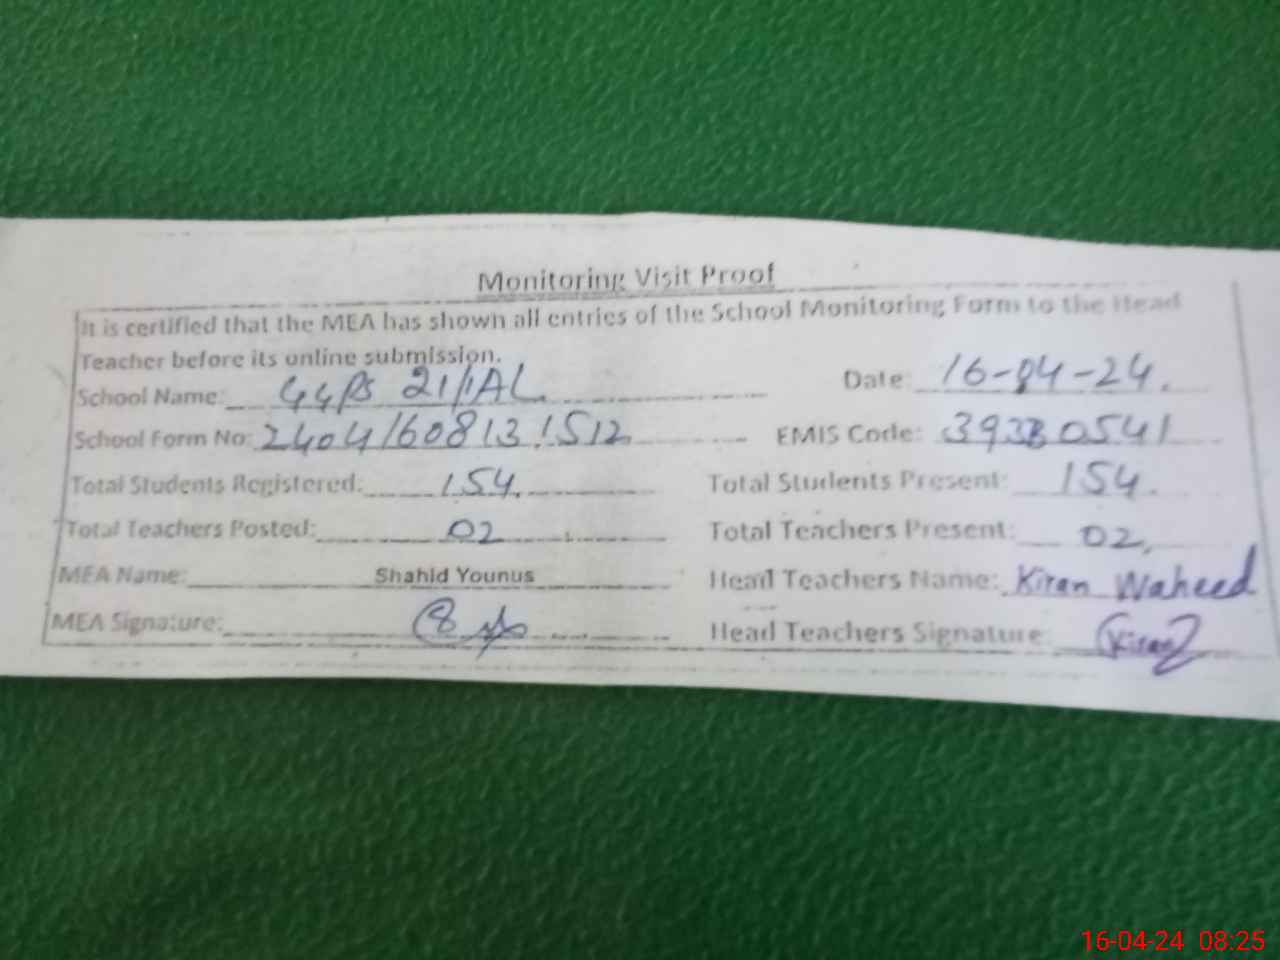 Monitoring Visit Proof
It is certified that the MEA has shown all entries of the School Monitoring Form to the Head
Teacher before its online submission.
School Name: GGPS 21/1AL Date: 16-04-24.
School Form No: 24041608131512 EMIS Code: 39330541
Total Students Registered: 154. Total Students Present: 154.
Total Teachers Posted: 02 Total Teachers Present: 02.
MEA Name: Shahid Younus Head Teachers Name: Kiran Waheed
MEA Signature: Head Teachers Signature: Kiran
16-04-24 08:25